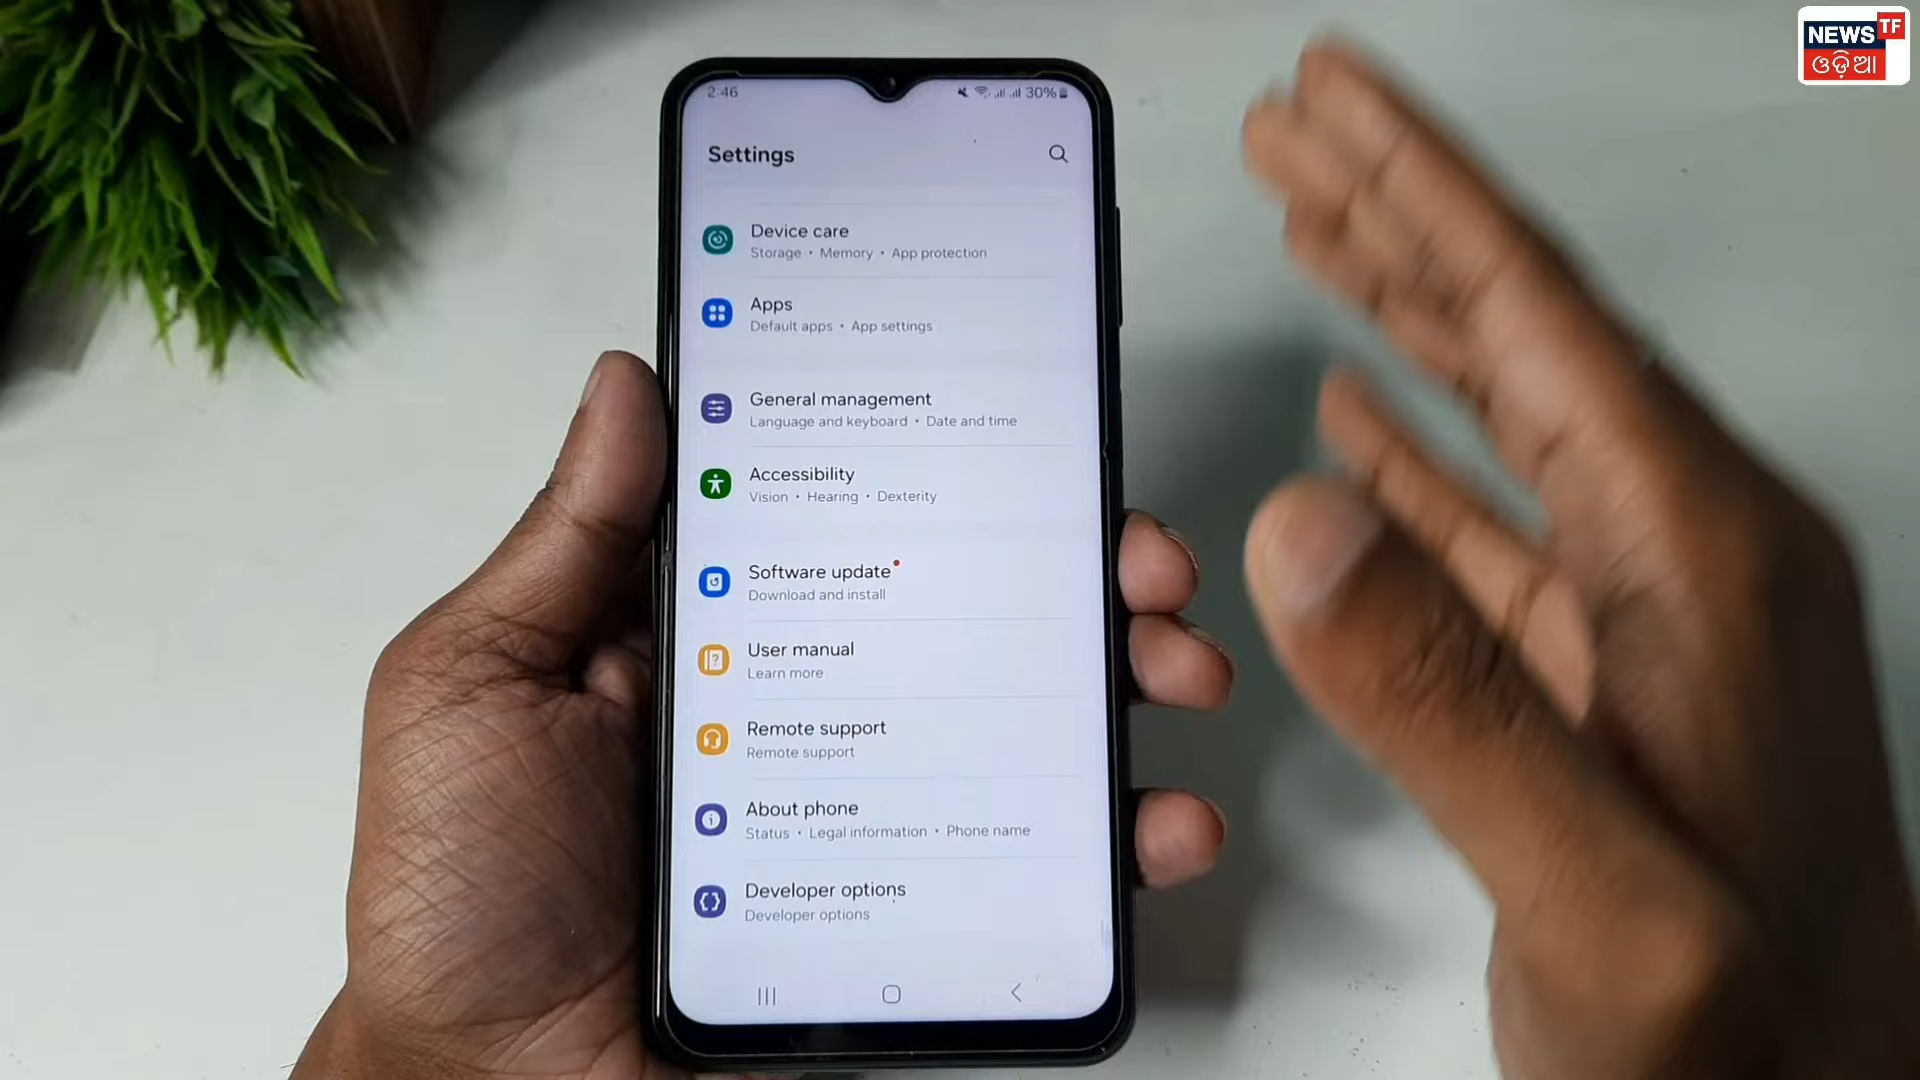 NEWS TF
ଓଡ଼ିଆ
2:46
30%
Settings
Device care
Storage • Memory • App protection
Apps
Default apps • App settings
General management
Language and keyboard • Date and time
Accessibility
Vision • Hearing • Dexterity
Software update
Download and install
User manual
Learn more
Remote support
Remote support
About phone
Status • Legal information • Phone name
Developer options
Developer options